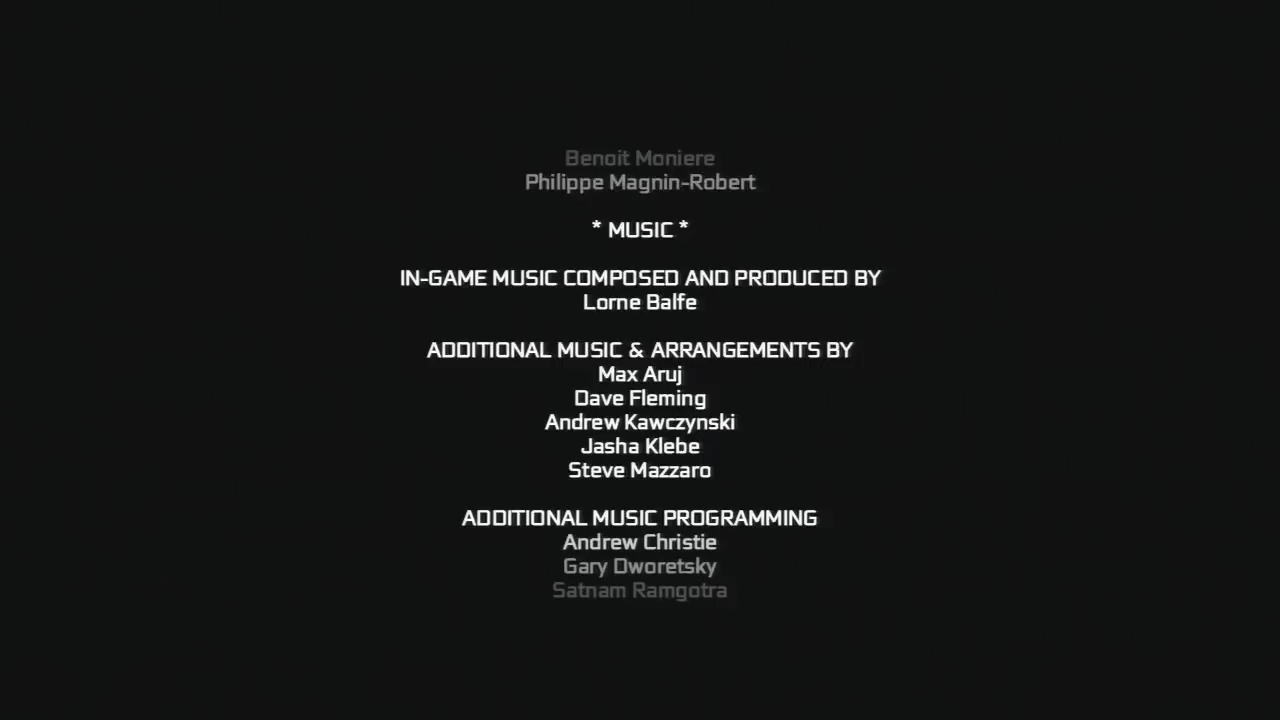 Benoit Moniere
Philippe Magnin-Robert
* MUSIC *
IN-GAME MUSIC COMPOSED AND PRODUCED BY
Lorne Balfe
ADDITIONAL MUSIC & ARRANGEMENTS BY
Max Aruj
Dave Fleming
Andrew Kawczynski
Jasha Klebe
Steve Mazzaro
ADDITIONAL MUSIC PROGRAMMING
Andrew Christie
Gary Dworetsky
Satnam Ramgotra